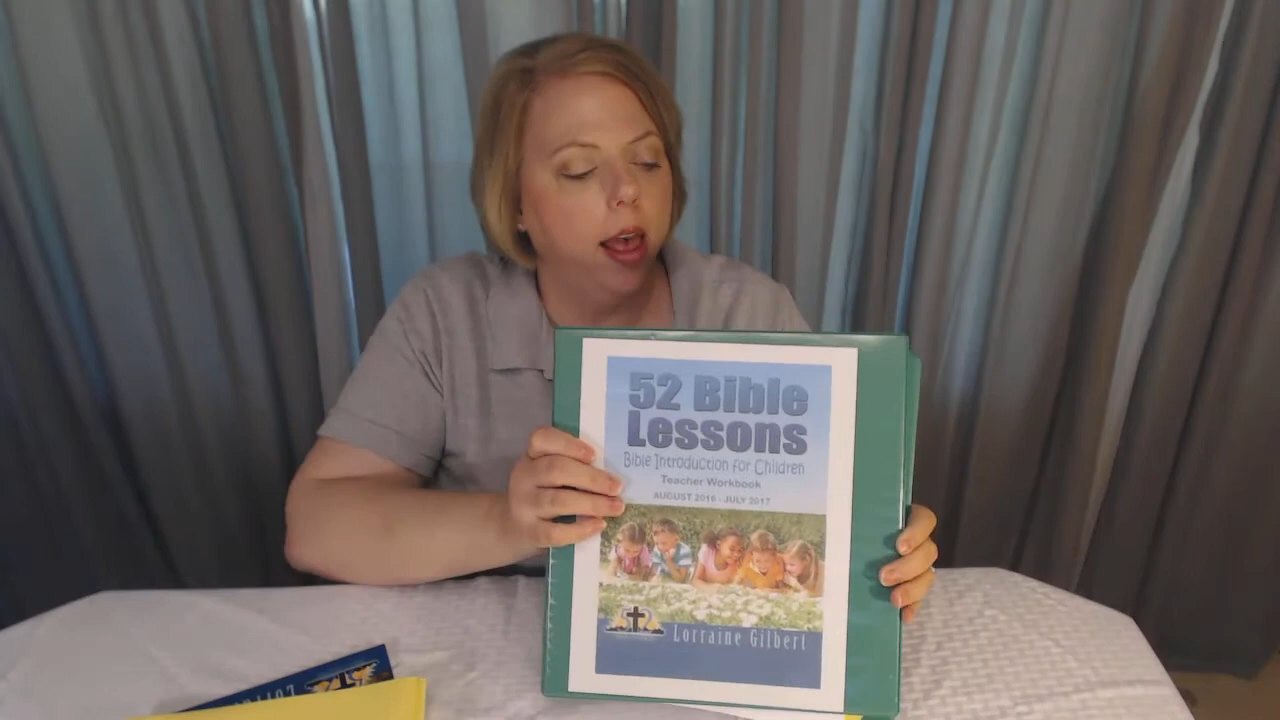 52 Bible
Lessons
Bible Introduction for Children
Teacher Workbook
AUGUST 2016 - JULY 2017
Lorraine Gilbert